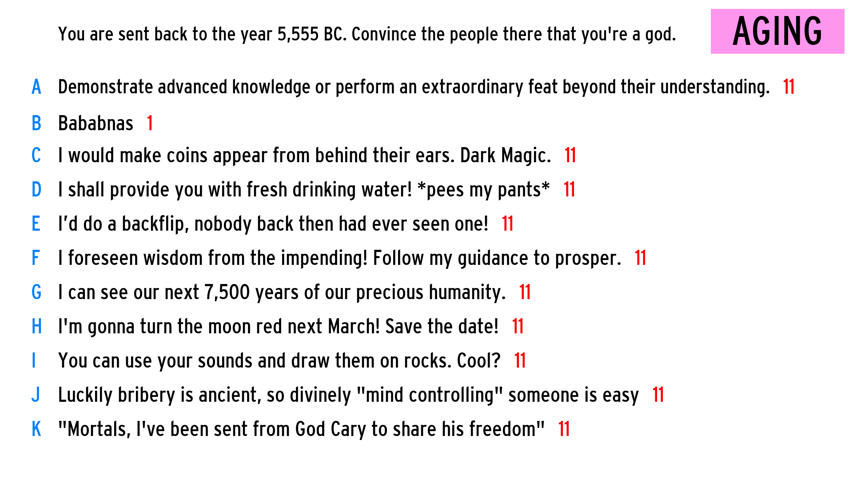 You are sent back to the year 5,555 BC. Convince the people there that you're a god.
AGING
A Demonstrate advanced knowledge or perform an extraordinary feat beyond their understanding. 11
B Bababnas 1
C I would make coins appear from behind their ears. Dark Magic. 11
D I shall provide you with fresh drinking water! *pees my pants* 11
E I'd do a backflip, nobody back then had ever seen one! 11
F I foreseen wisdom from the impending! Follow my guidance to prosper. 11
G I can see our next 7,500 years of our precious humanity. 11
H I'm gonna turn the moon red next March! Save the date! 11
I You can use your sounds and draw them on rocks. Cool? 11
J Luckily bribery is ancient, so divinely "mind controlling" someone is easy 11
K "Mortals, I've been sent from God Cary to share his freedom" 11